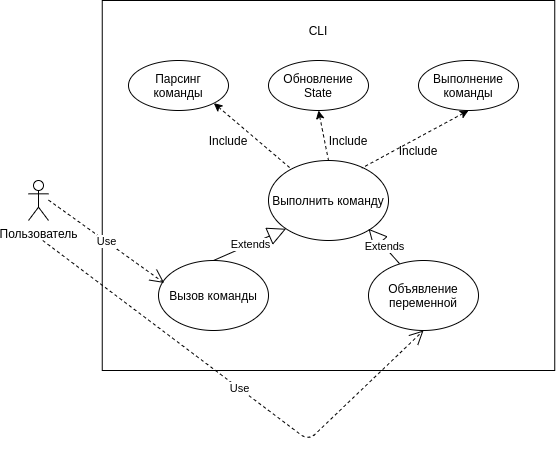 CLI
Парсинг
команды
Обновление
State
Выполнение
команды
Include
Include
Include
Выполнить команду
Пользователь
Use
Extends
Extends
Вызов команды
Объявление
переменной
Use